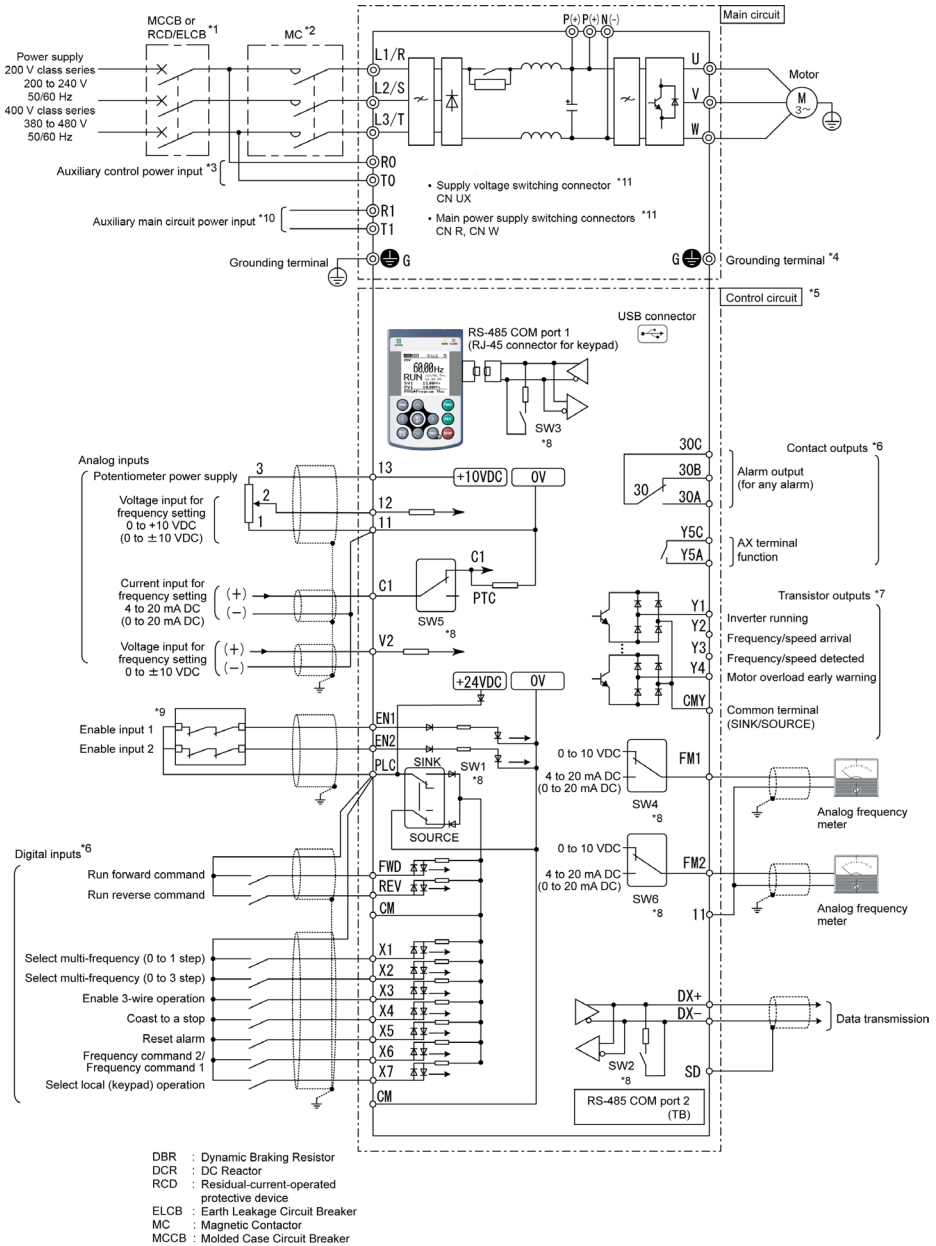 MCCB or
RCD/ELCB *1
MC *2
P(+) P(+) N(-)
Main circuit
Power supply
200 V class series
200 to 240 V
50/60 Hz
400 V class series
380 to 480 V
50/60 Hz
L1/R
L2/S
L3/T
U
V
W
Motor
M
3~
Auxiliary control power input *3
R0
T0
• Supply voltage switching connector *11
CN UX
• Main power supply switching connectors *11
CN R, CN W
Auxiliary main circuit power input *10
R1
T1
Grounding terminal
G
G
Grounding terminal *4
Control circuit
*5
USB connector
RS-485 COM port 1
(RJ-45 connector for keypad)
60.00Hz
RUN
SW3
*8
Analog inputs
Potentiometer power supply
3
2
1
13
12
11
+10VDC
0V
Voltage input for
frequency setting
0 to +10 VDC
(0 to ±10 VDC)
Current input for
frequency setting
4 to 20 mA DC
(0 to 20 mA DC)
(+)
(−)
C1
C1
PTC
SW5
*8
Voltage input for
frequency setting
0 to ±10 VDC
(+)
(−)
V2
+24VDC
0V
30C
30B
30
30A
Contact outputs *6
Alarm output
(for any alarm)
Y5C
Y5A
AX terminal
function
Transistor outputs *7
Y1
Inverter running
Y2
Frequency/speed arrival
Y3
Frequency/speed detected
Y4
Motor overload early warning
CMY
Common terminal
(SINK/SOURCE)
*9
Enable input 1
Enable input 2
EN1
EN2
PLC
SINK
SW1
*8
SOURCE
0 to 10 VDC
4 to 20 mA DC
(0 to 20 mA DC)
SW4
*8
FM1
Analog frequency
meter
0 to 10 VDC
4 to 20 mA DC
(0 to 20 mA DC)
SW6
*8
FM2
11
Analog frequency
meter
Digital inputs *6
Run forward command
Run reverse command
FWD
REV
CM
Select multi-frequency (0 to 1 step)
Select multi-frequency (0 to 3 step)
Enable 3-wire operation
Coast to a stop
Reset alarm
Frequency command 2/
Frequency command 1
Select local (keypad) operation
X1
X2
X3
X4
X5
X6
X7
CM
DX+
DX−
Data transmission
SW2
*8
SD
RS-485 COM port 2
(TB)
DBR : Dynamic Braking Resistor
DCR : DC Reactor
RCD : Residual-current-operated
protective device
ELCB : Earth Leakage Circuit Breaker
MC : Magnetic Contactor
MCCB : Molded Case Circuit Breaker